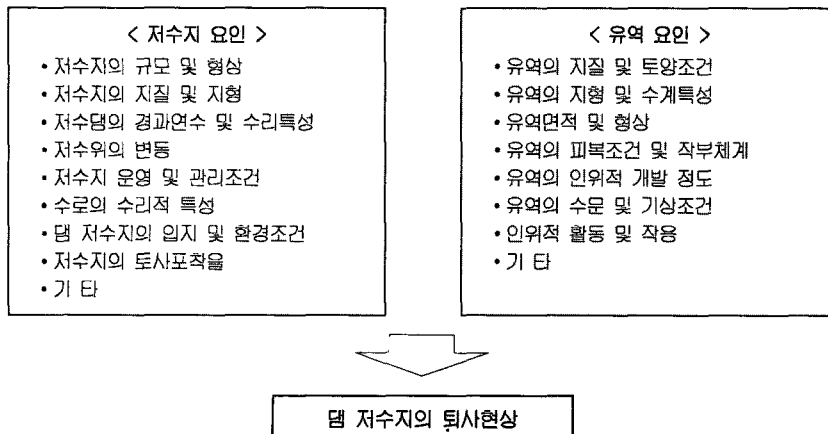 < 저수지 요인 >
• 저수지의 규모 및 형상
• 저수지의 지질 및 지형
• 저수댐의 경과연수 및 수리특성
• 저수위의 변동
• 저수지 운영 및 관리조건
• 수로의 수리적 특성
• 댐 저수지의 입지 및 환경조건
• 저수지의 토사포착율
• 기 타
< 유역 요인 >
• 유역의 지질 및 토양조건
• 유역의 지형 및 수계특성
• 유역면적 및 형상
• 유역의 피복조건 및 작부체계
• 유역의 인위적 개발 정도
• 유역의 수문 및 기상조건
• 인위적 활동 및 작용
• 기 타
댐 저수지의 퇴사현상